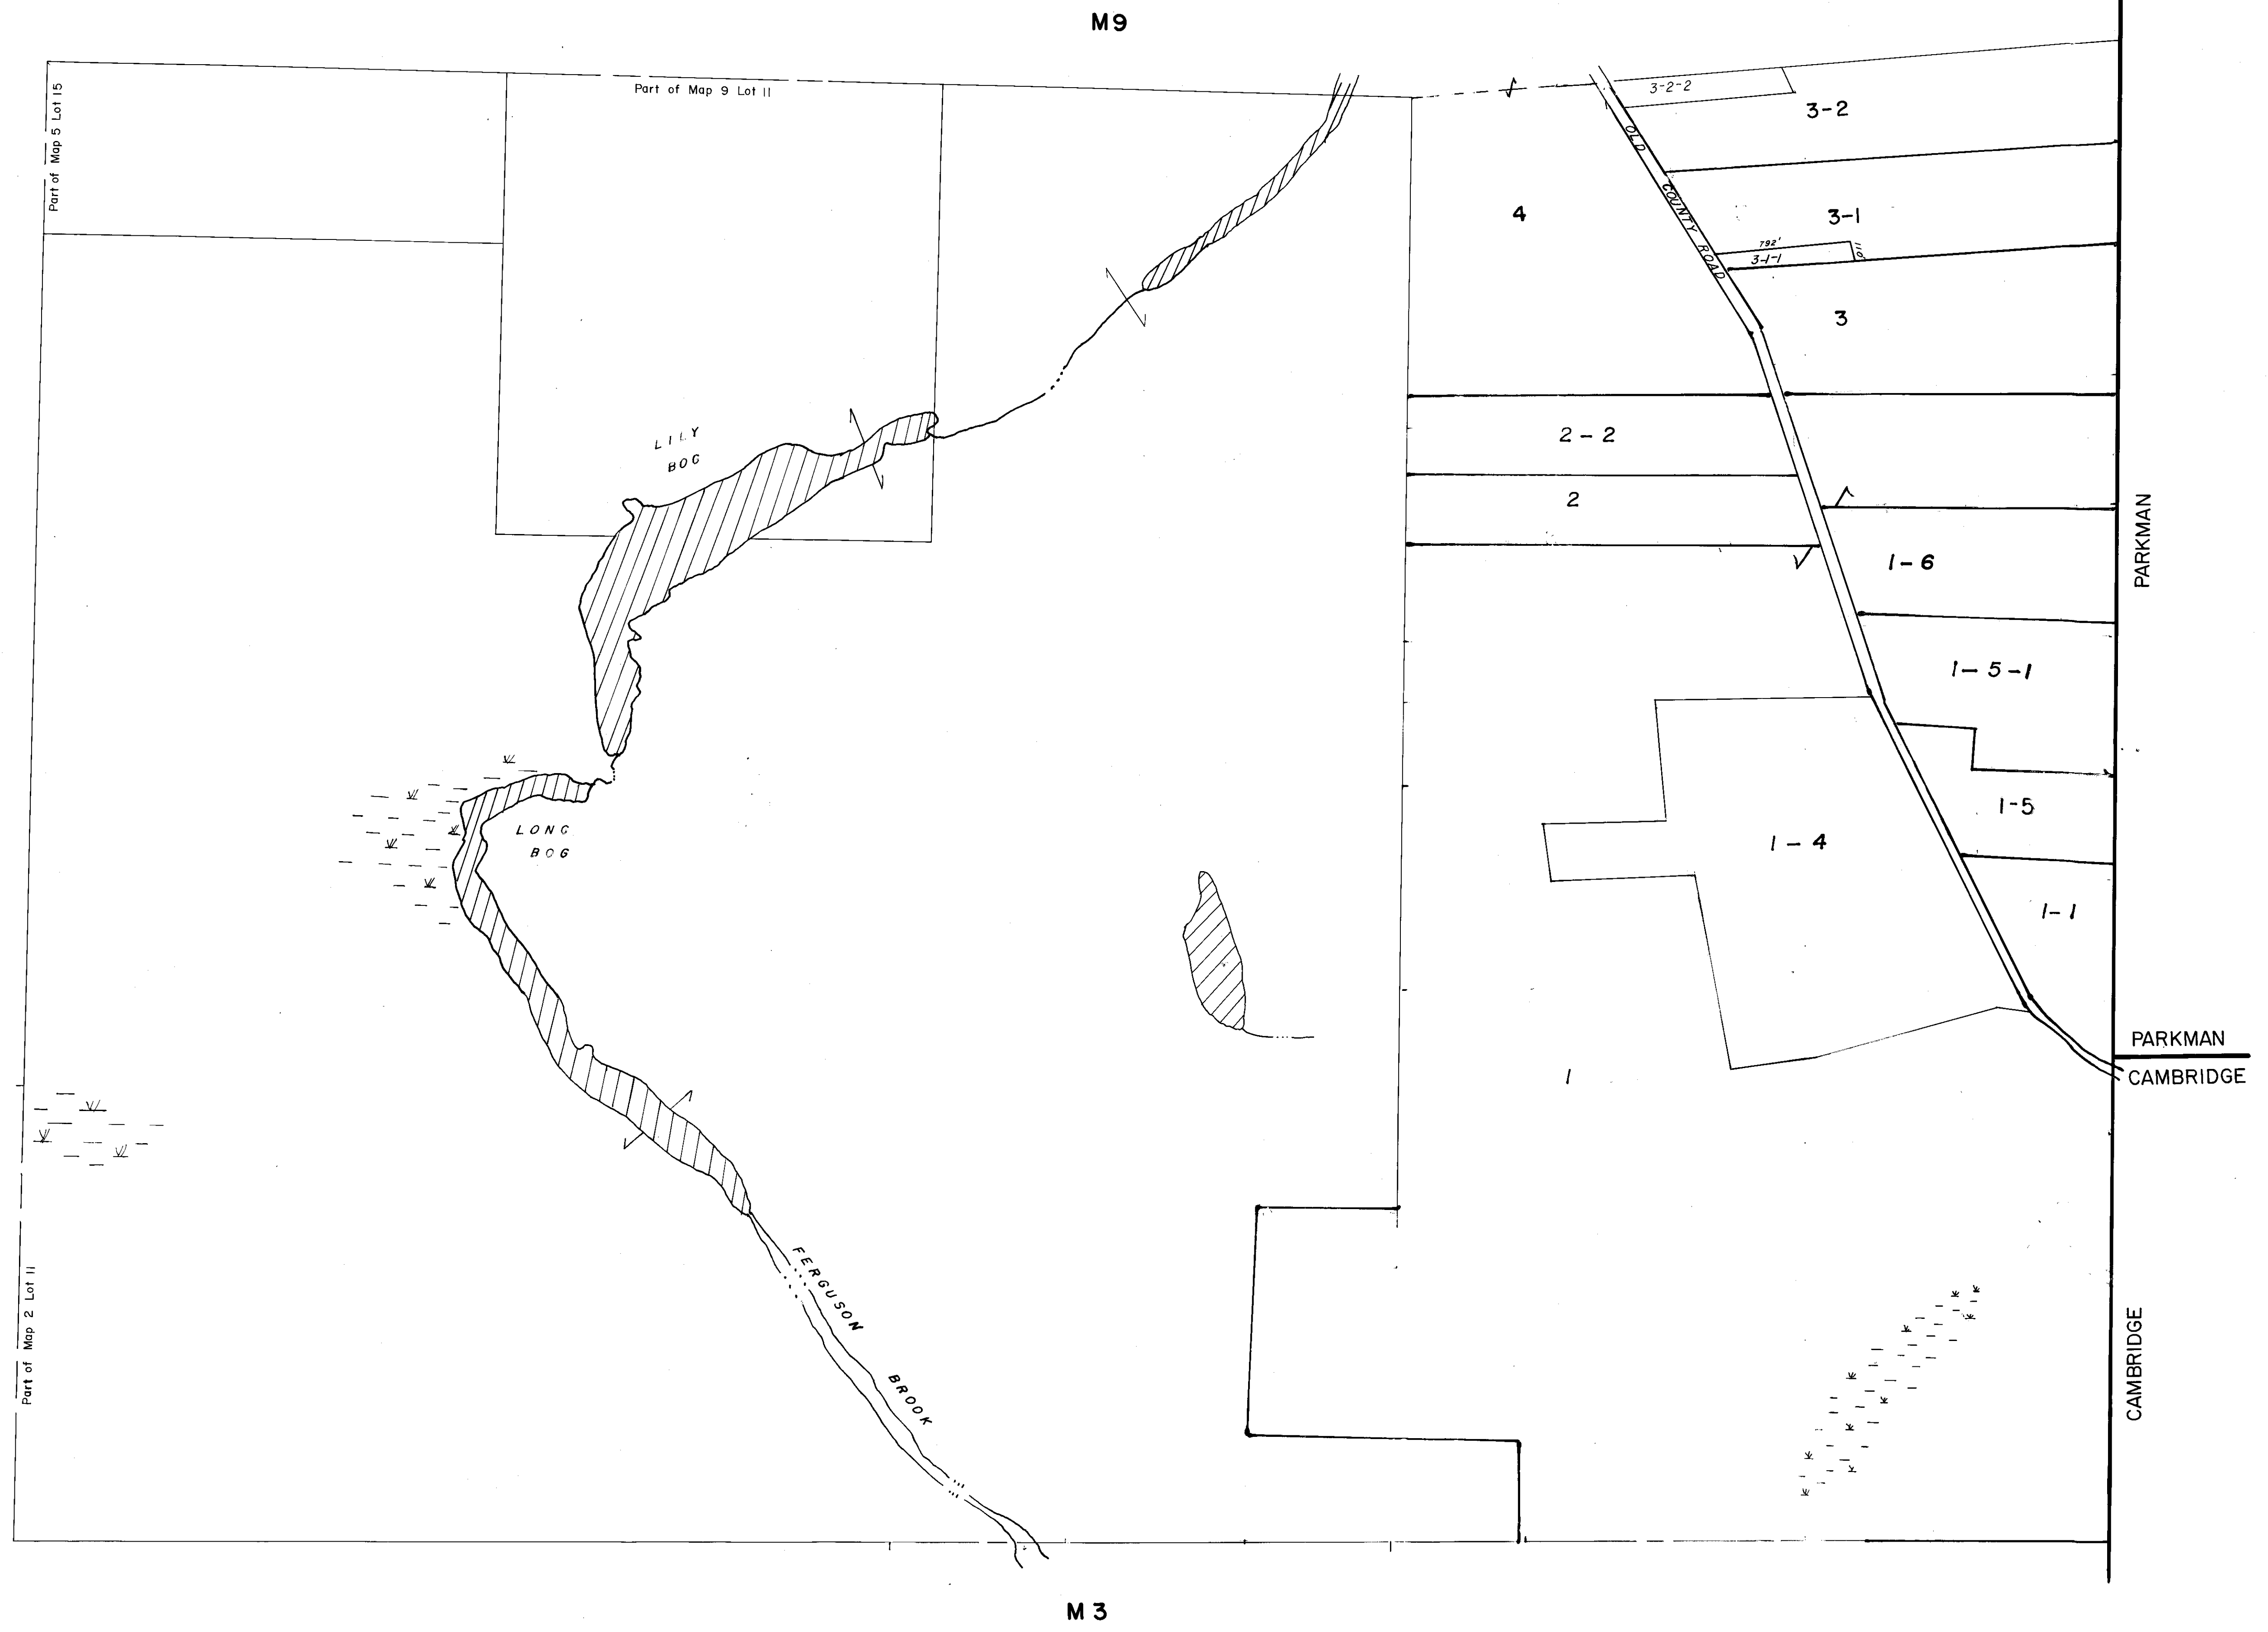 M9
Part of Map 5 Lot 15
Part of Map 9 Lot 11
3-2-2
3-2
OLD COUNTY ROAD
4
3-1
792'
110'
3-1-1
3
LILY
BOG
2-2
2
PARKMAN
1-6
1-5-1
LONG
BOG
1-5
1-4
1-1
PARKMAN
CAMBRIDGE
1
FERGUSON BROOK
Part of Map 2 Lot 11
CAMBRIDGE
M3